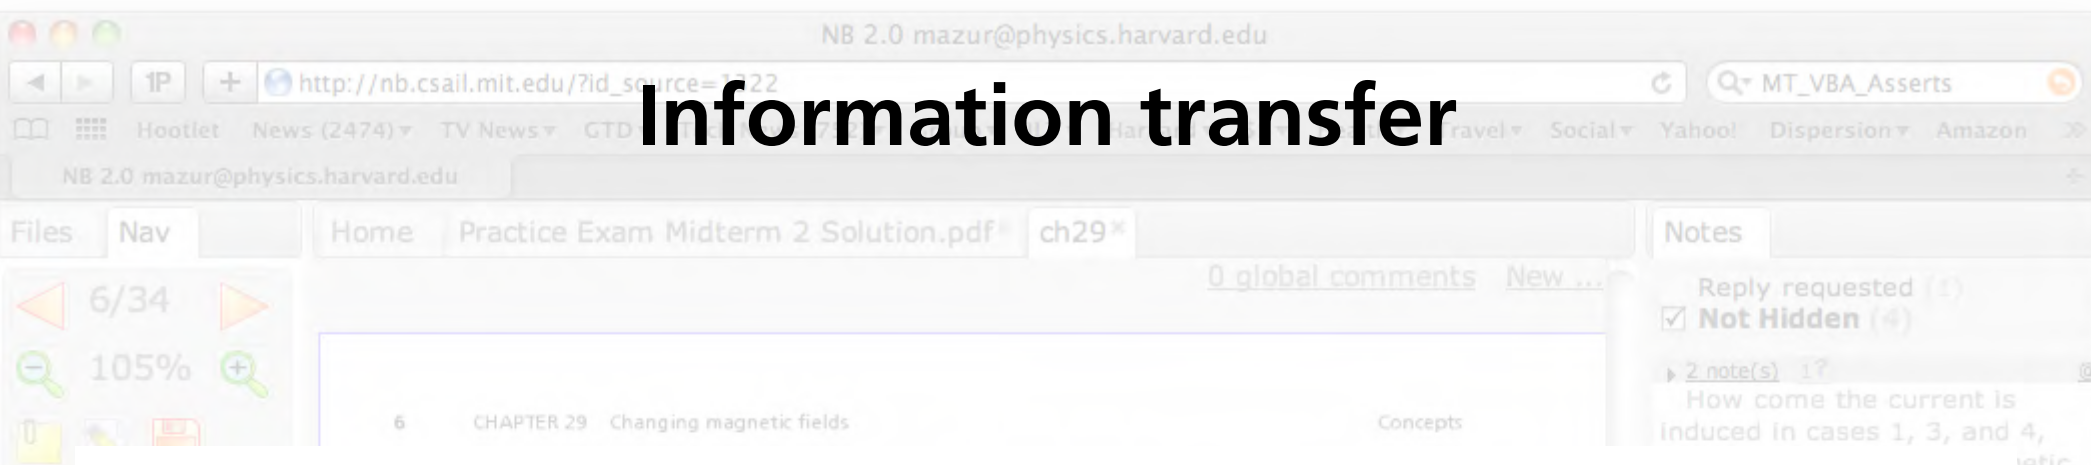 NB 2.0 mazur@physics.harvard.edu
1P + http://nb.csail.mit.edu/?id_source=1322 MT_VBA_Asserts
Information transfer
Hootlet News (2474) TV News GTD Travel Social Yahoo! Dispersion Amazon
NB 2.0 mazur@physics.harvard.edu
Files Nav Home Practice Exam Midterm 2 Solution.pdf ch29 Notes
0 global comments New ...
6/34 Reply requested (1)
Not Hidden (4)
105% 2 note(s) 1?
How come the current is
6 CHAPTER 29 Changing magnetic fields Concepts
induced in cases 1, 3, and 4,